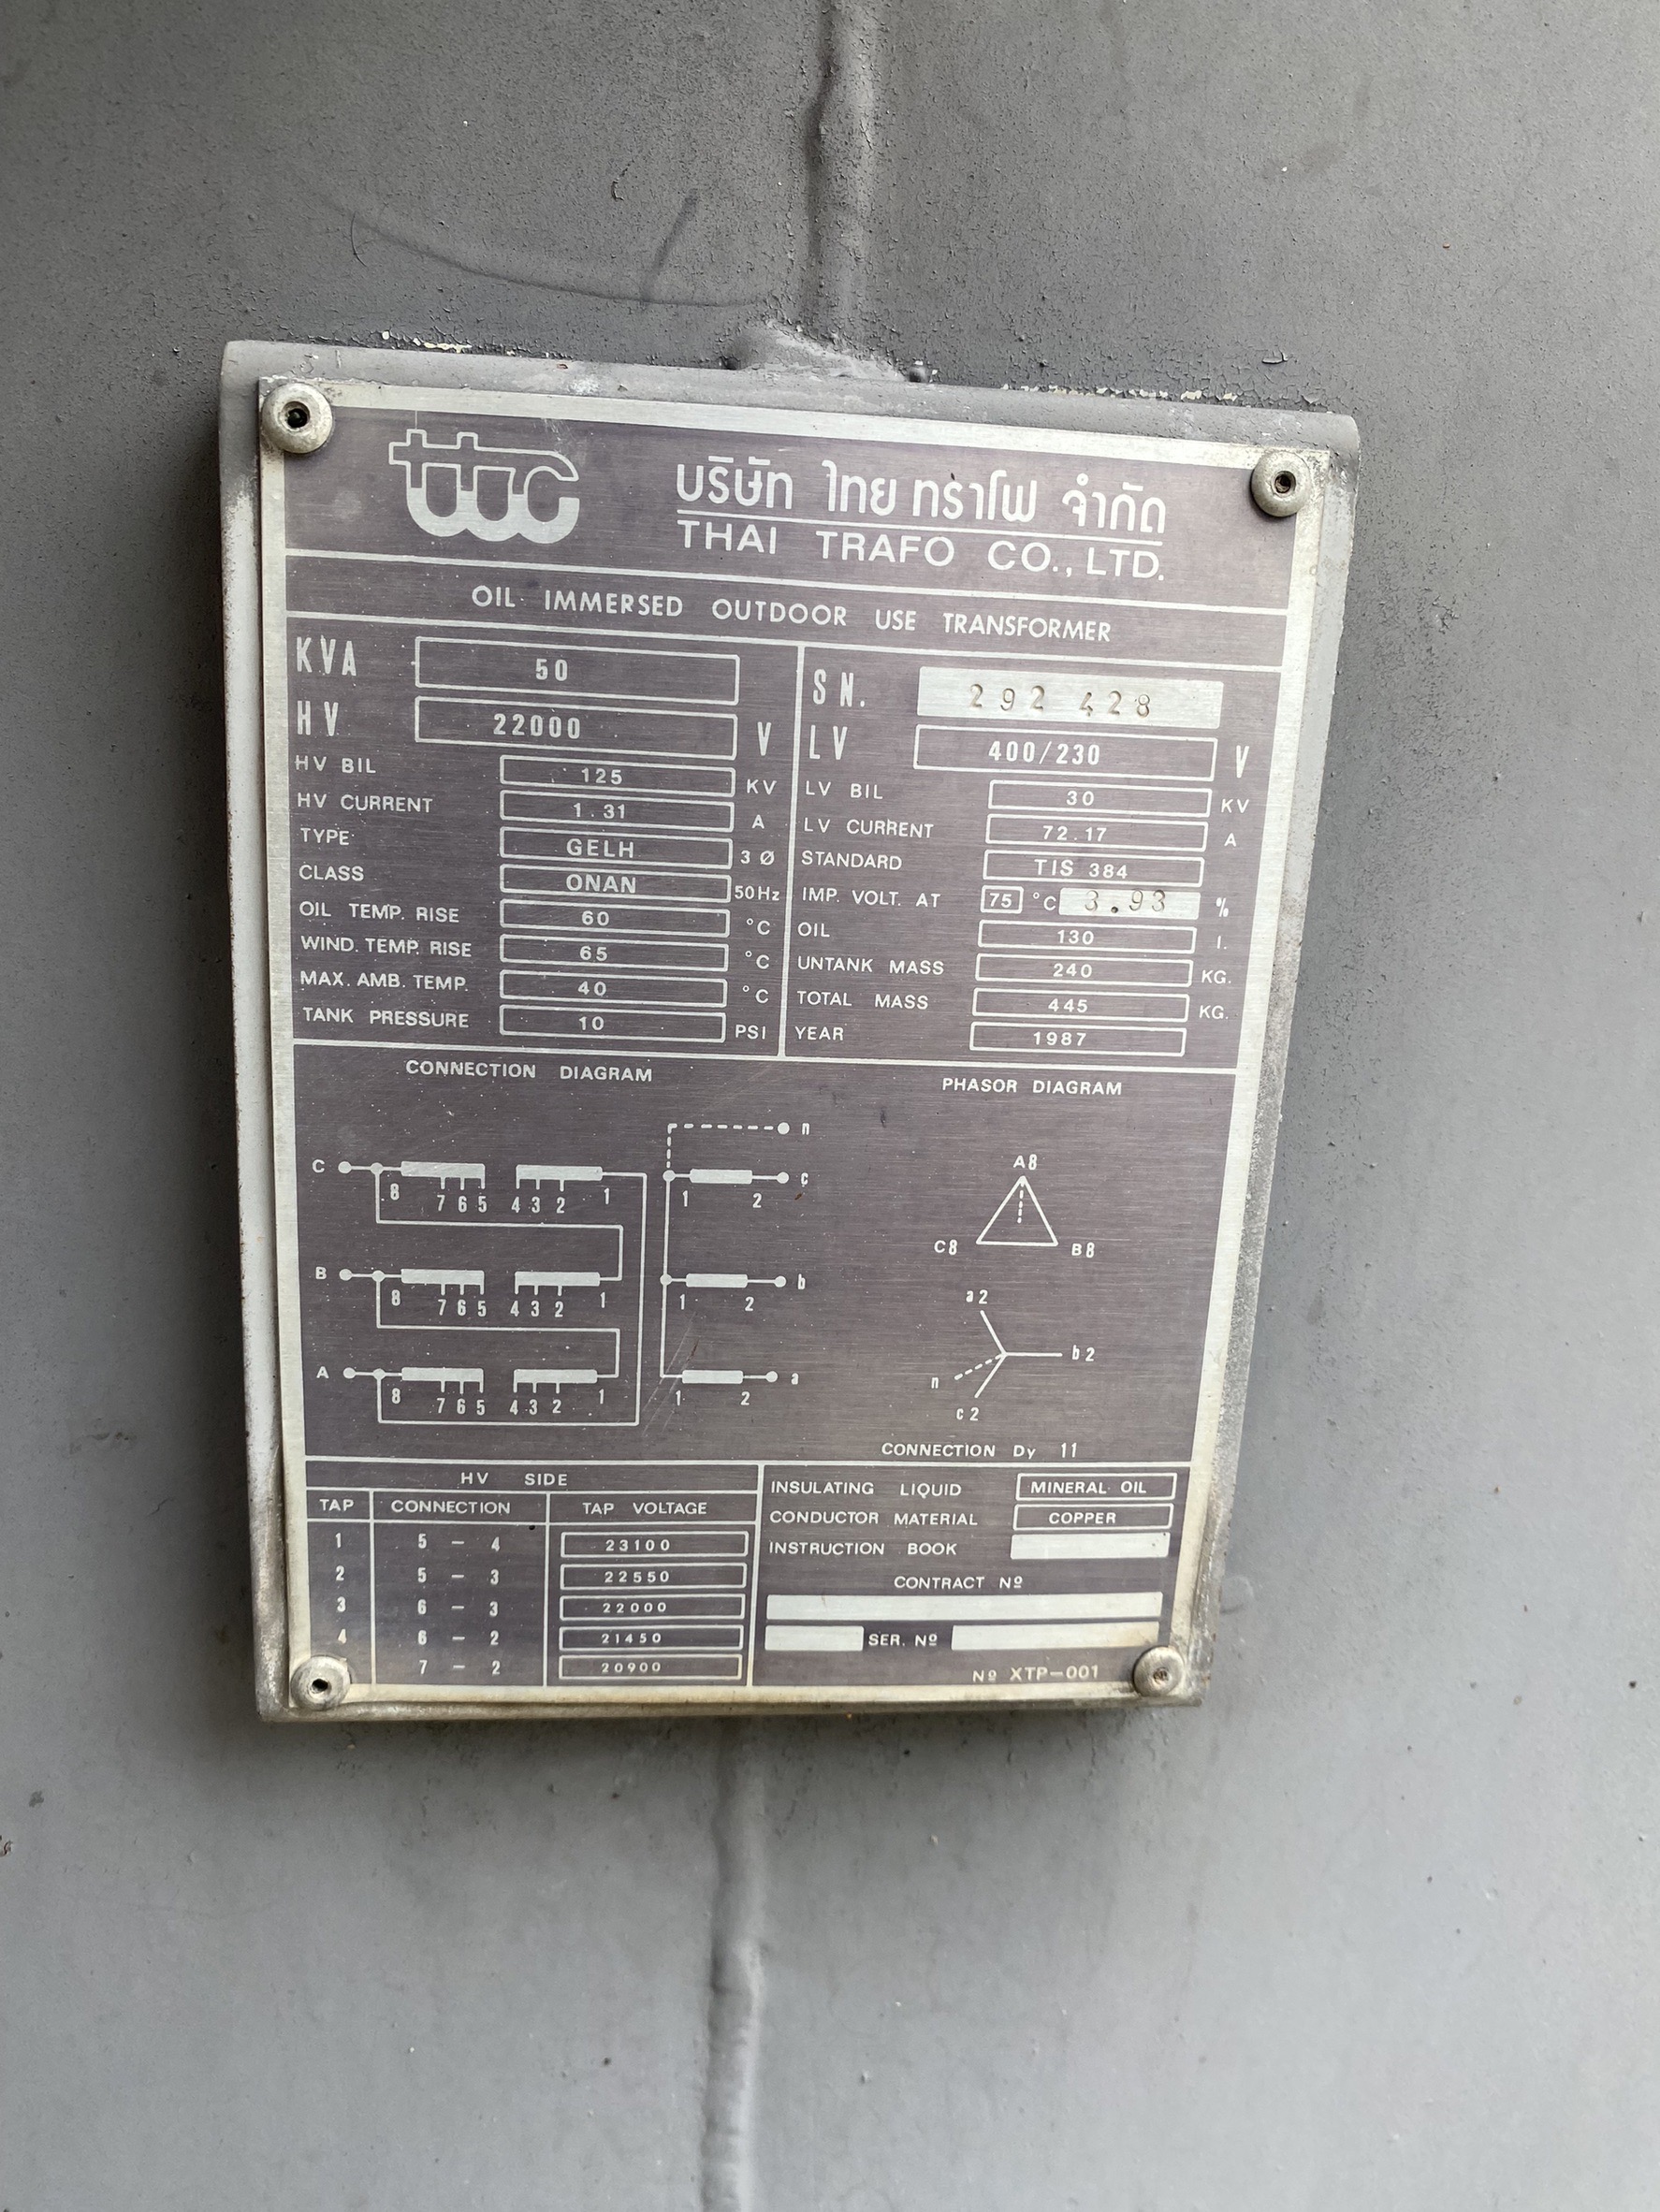 ttc
บริษัท ไทย ทราโฟ จำกัด
THAI TRAFO CO., LTD.
OIL IMMERSED OUTDOOR USE TRANSFORMER
KVA 50
HV 22000 V
HV BIL 125 KV
HV CURRENT 1.31 A
TYPE GELH 3 Ø
CLASS ONAN 50Hz
OIL TEMP. RISE 60 °C
WIND. TEMP. RISE 65 °C
MAX. AMB. TEMP. 40 °C
TANK PRESSURE 10 PSI
SN. 292 428
LV 400/230 V
LV BIL 30 KV
LV CURRENT 72.17 A
STANDARD TIS 384
IMP. VOLT. AT 75 °C 3.93 %
OIL 130 l.
UNTANK MASS 240 KG.
TOTAL MASS 445 KG.
YEAR 1987
CONNECTION DIAGRAM
n
C 8 7 6 5 4 3 2 1 1 2 c
B 8 7 6 5 4 3 2 1 1 2 b
A 8 7 6 5 4 3 2 1 1 2 a
PHASOR DIAGRAM
A8
C8 B8
a2
b2
n
c2
CONNECTION Dy 11
HV SIDE
TAP CONNECTION TAP VOLTAGE
1 5 – 4 23100
2 5 – 3 22550
3 6 – 3 22000
4 6 – 2 21450
7 – 2 20900
INSULATING LIQUID MINERAL OIL
CONDUCTOR MATERIAL COPPER
INSTRUCTION BOOK
CONTRACT Nº
SER. Nº
Nº XTP–001